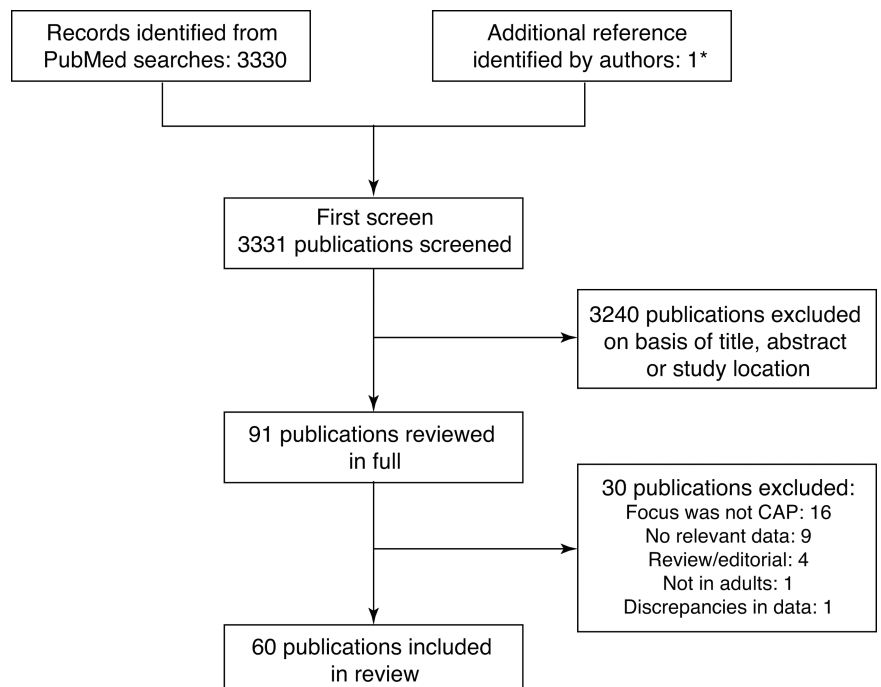 Records identified from
PubMed searches: 3330
Additional reference
identified by authors: 1*
First screen
3331 publications screened
3240 publications excluded
on basis of title, abstract
or study location
91 publications reviewed
in full
30 publications excluded:
Focus was not CAP: 16
No relevant data: 9
Review/editorial: 4
Not in adults: 1
Discrepancies in data: 1
60 publications included
in review